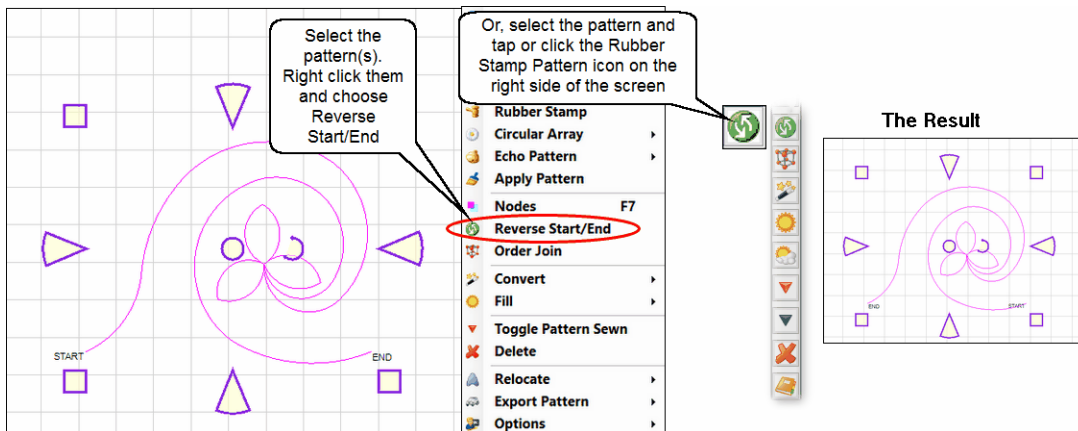 Select the
pattern(s).
Right click them
and choose
Reverse
Start/End
Or, select the pattern and
tap or click the Rubber
Stamp Pattern icon on the
right side of the screen
Rubber Stamp
Circular Array
Echo Pattern
Apply Pattern
Nodes F7
Reverse Start/End
Order Join
Convert
Fill
Toggle Pattern Sewn
Delete
Relocate
Export Pattern
Options
START
END
The Result
END
START